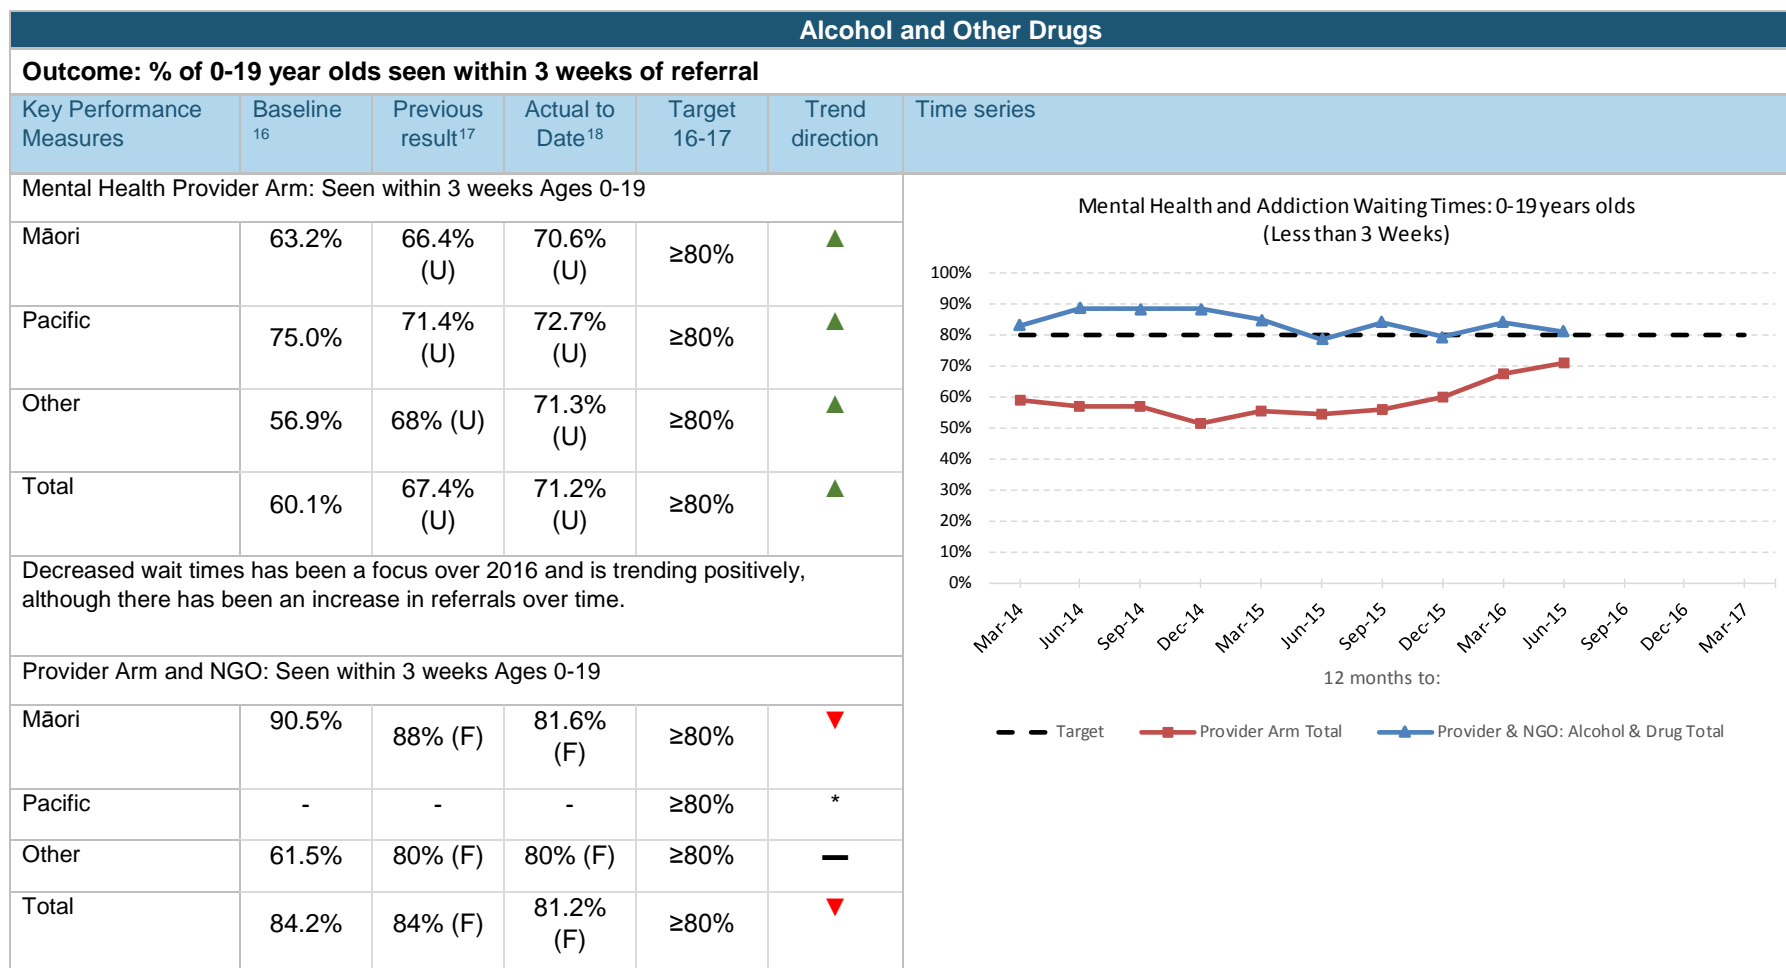 Alcohol and Other Drugs
Outcome: % of 0-19 year olds seen within 3 weeks of referral
Key Performance Measures
Baseline 16
Previous result17
Actual to Date18
Target 16-17
Trend direction
Time series
Mental Health Provider Arm: Seen within 3 weeks Ages 0-19
Māori 63.2% 66.4% (U) 70.6% (U) ≥80% ▲
Pacific 75.0% 71.4% (U) 72.7% (U) ≥80% ▲
Other 56.9% 68% (U) 71.3% (U) ≥80% ▲
Total 60.1% 67.4% (U) 71.2% (U) ≥80% ▲
Decreased wait times has been a focus over 2016 and is trending positively,
although there has been an increase in referrals over time.
Provider Arm and NGO: Seen within 3 weeks Ages 0-19
Māori 90.5% 88% (F) 81.6% (F) ≥80% ▼
Pacific - - - ≥80% *
Other 61.5% 80% (F) 80% (F) ≥80% —
Total 84.2% 84% (F) 81.2% (F) ≥80% ▼
Mental Health and Addiction Waiting Times: 0-19 years olds
(Less than 3 Weeks)
100%
90%
80%
70%
60%
50%
40%
30%
20%
10%
0%
Mar-14 Jun-14 Sep-14 Dec-14 Mar-15 Jun-15 Sep-15 Dec-15 Mar-16 Jun-15 Sep-16 Dec-16 Mar-17
12 months to:
Target Provider Arm Total Provider & NGO: Alcohol & Drug Total